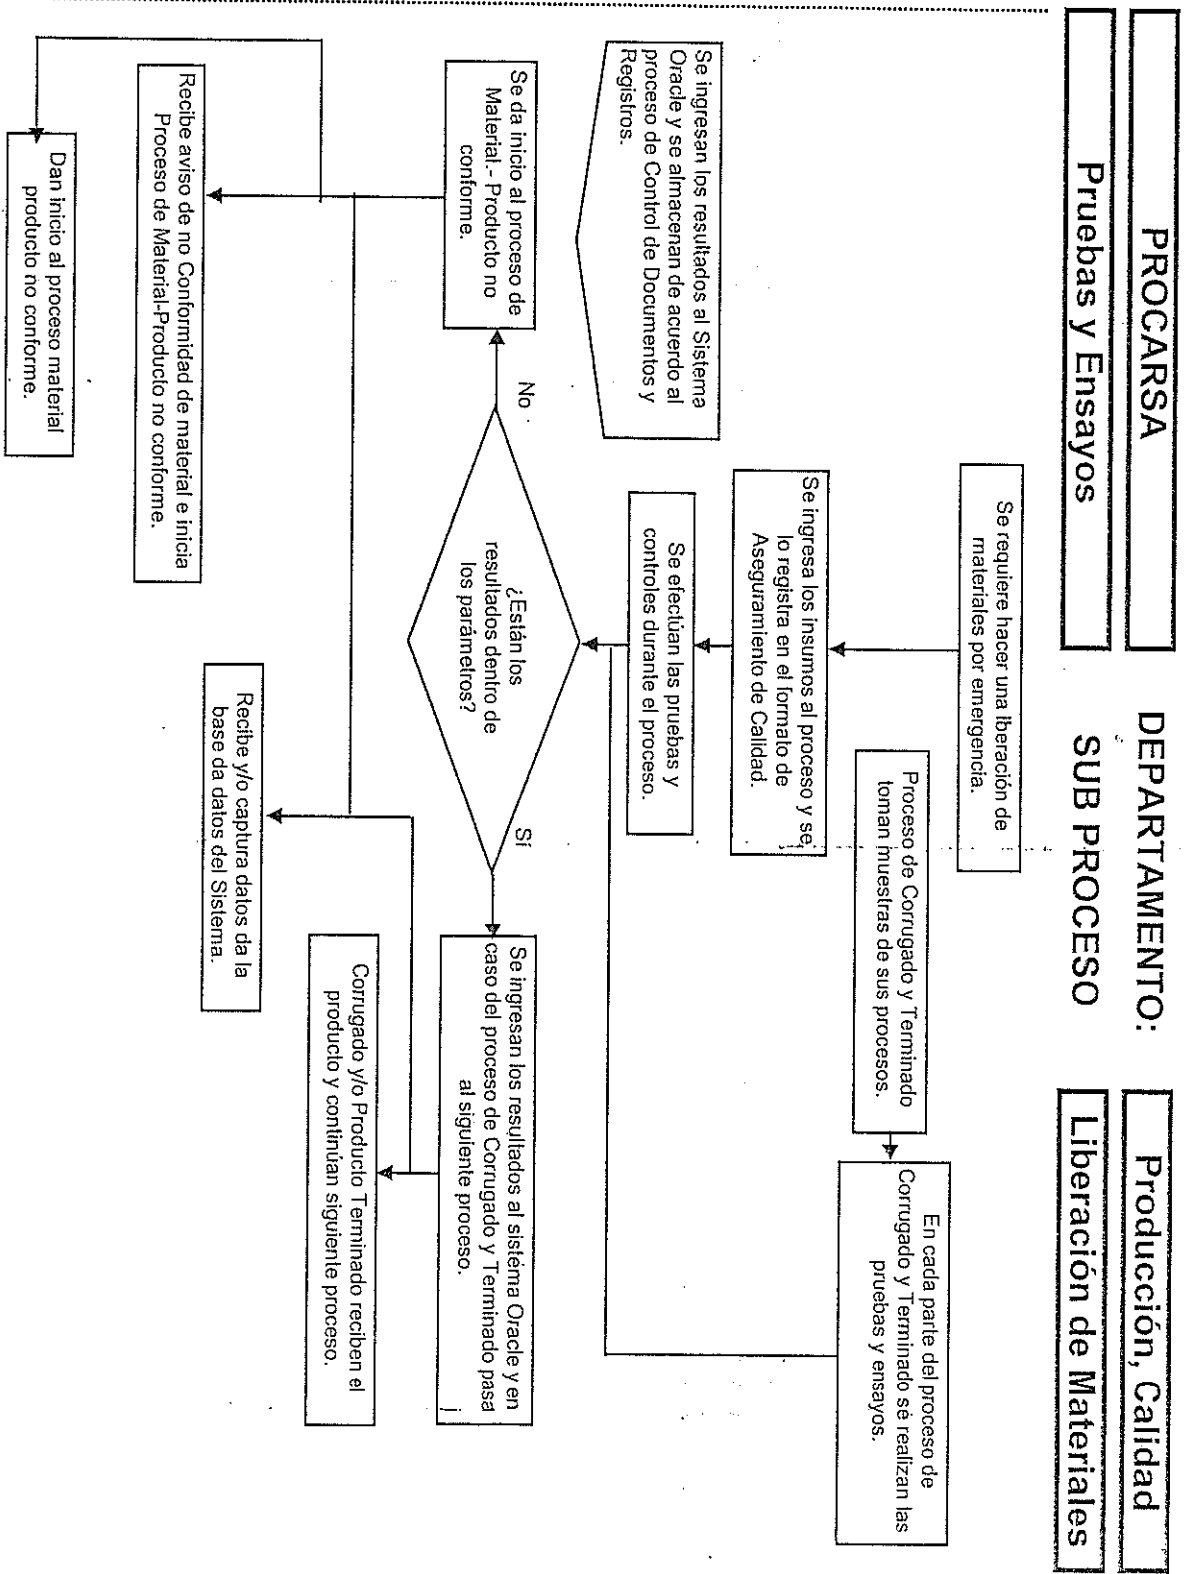 PROCARSA
DEPARTAMENTO:
Producción, Calidad
Pruebas y Ensayos
SUB PROCESO
Liberación de Materiales
Se requiere hacer una lberación de
materiales por emergencia.
Proceso de Corrugado y Terminado
toman muestras de sus procesos.
En cada parte del proceso de
Corrugado y Terminado se realizan las
pruebas y ensayos.
Se ingresa los insumos al proceso y se
lo registra en el formato de
Aseguramiento de Calidad.
Se efectúan las pruebas y
controles durante el proceso.
Se ingresan los resultados al Sistema
Oracle y se almacenan de acuerdo al
proceso de Control de Documentos y
Registros.
¿Están los
resultados dentro de
los parámetros?
No
Sí
Se da inicio al proceso de
Material.- Producto no
conforme.
Se ingresan los resultados al sistema Oracle y en
caso del proceso de Corrugado y Terminado pasa
al siguiente proceso.
Corrugado y/o Producto Terminado reciben el
producto y continúan siguiente proceso.
Recibe y/o captura datos da la
base da datos del Sistema.
Recibe aviso de no Conformidad de material e inicia
Proceso de Material-Producto no conforme.
Dan inicio al proceso material
producto no conforme.